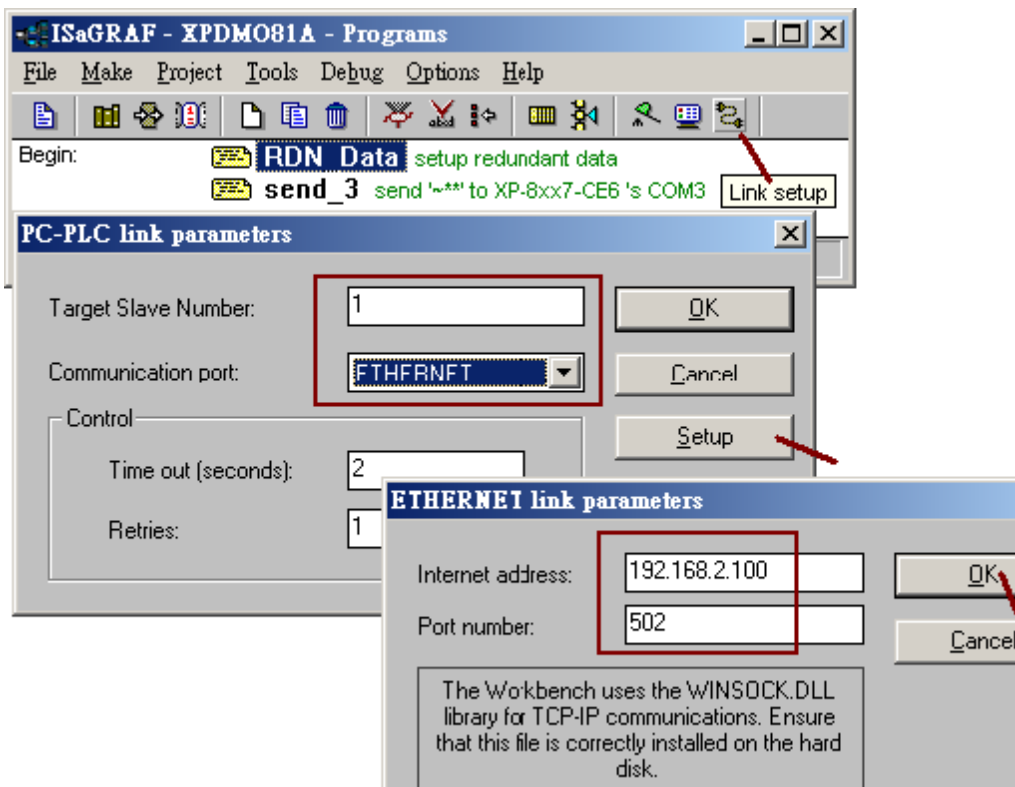 ISaGRAF - XPDMO81A - Programs
File Make Project Tools Debug Options Help
Begin: RDN_Data setup redundant data
send_3 send '~**' to XP-8xx7-CE6 's COM3
Link setup
PC-PLC link parameters
Target Slave Number: 1 OK
Communication port: ETHERNET Cancel
Control Setup
Time out (seconds): 2
Retries: 1
ETHERNET link parameters
Internet address: 192.168.2.100 OK
Port number: 502 Cancel
The Workbench uses the WINSOCK.DLL
library for TCP-IP communications. Ensure
that this file is correctly installed on the hard
disk.